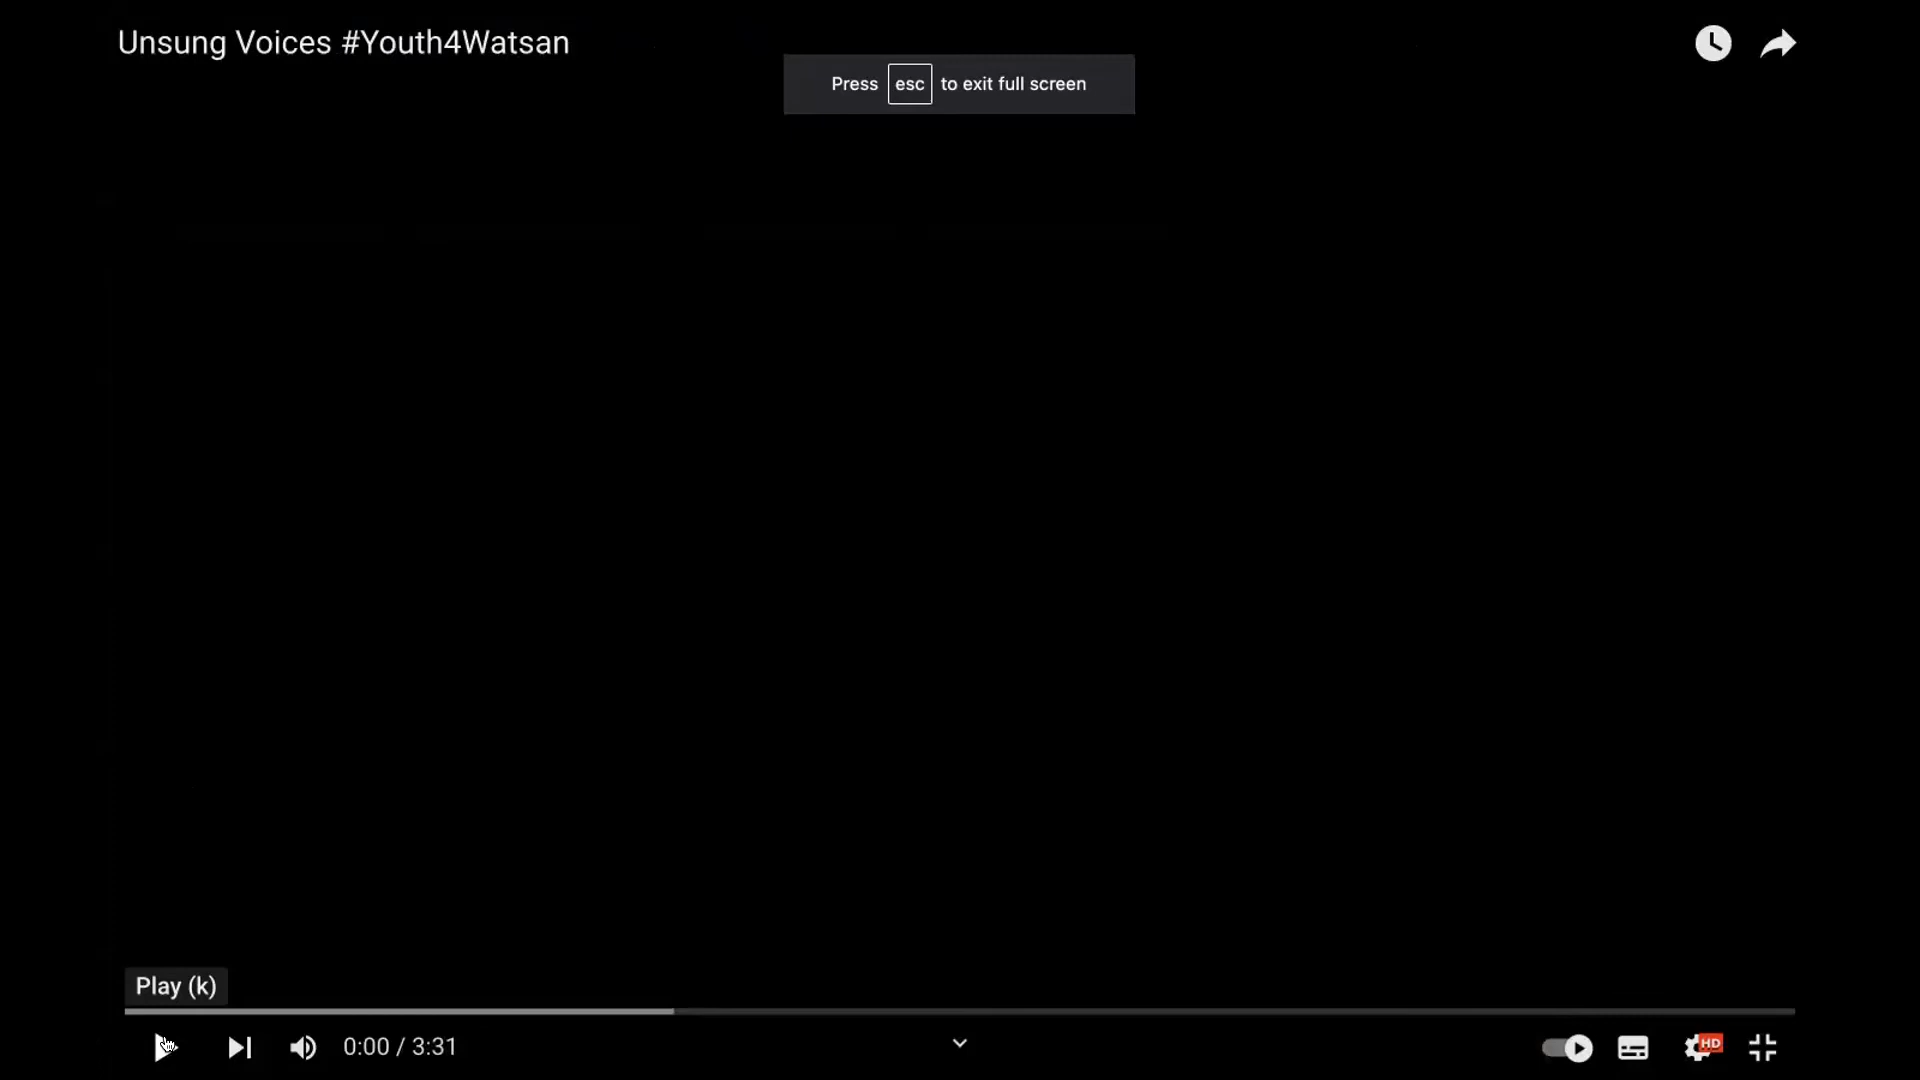 Unsung Voices #Youth4Watsan
Press esc to exit full screen
Play (k)
0:00 / 3:31
HD